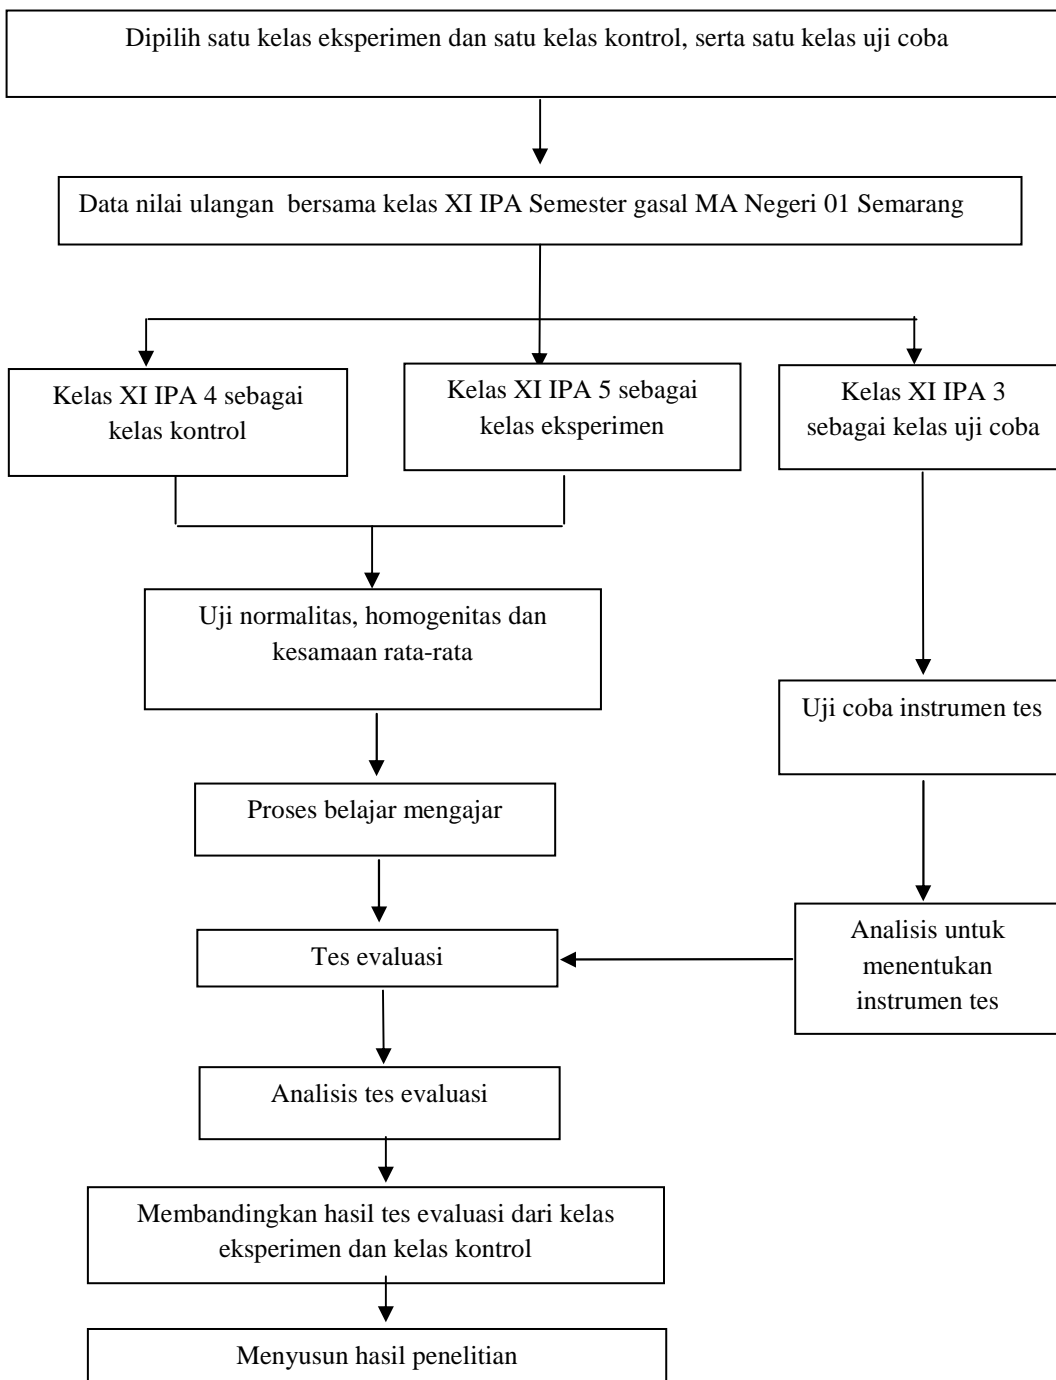 Dipilih satu kelas eksperimen dan satu kelas kontrol, serta satu kelas uji coba
Data nilai ulangan  bersama kelas XI IPA Semester gasal MA Negeri 01 Semarang
Kelas XI IPA 4 sebagai
kelas kontrol
Kelas XI IPA 5 sebagai
kelas eksperimen
Kelas XI IPA 3
sebagai kelas uji coba
Uji normalitas, homogenitas dan
kesamaan rata-rata
Uji coba instrumen tes
Proses belajar mengajar
Analisis untuk
menentukan
instrumen tes
Tes evaluasi
Analisis tes evaluasi
Membandingkan hasil tes evaluasi dari kelas
eksperimen dan kelas kontrol
Menyusun hasil penelitian